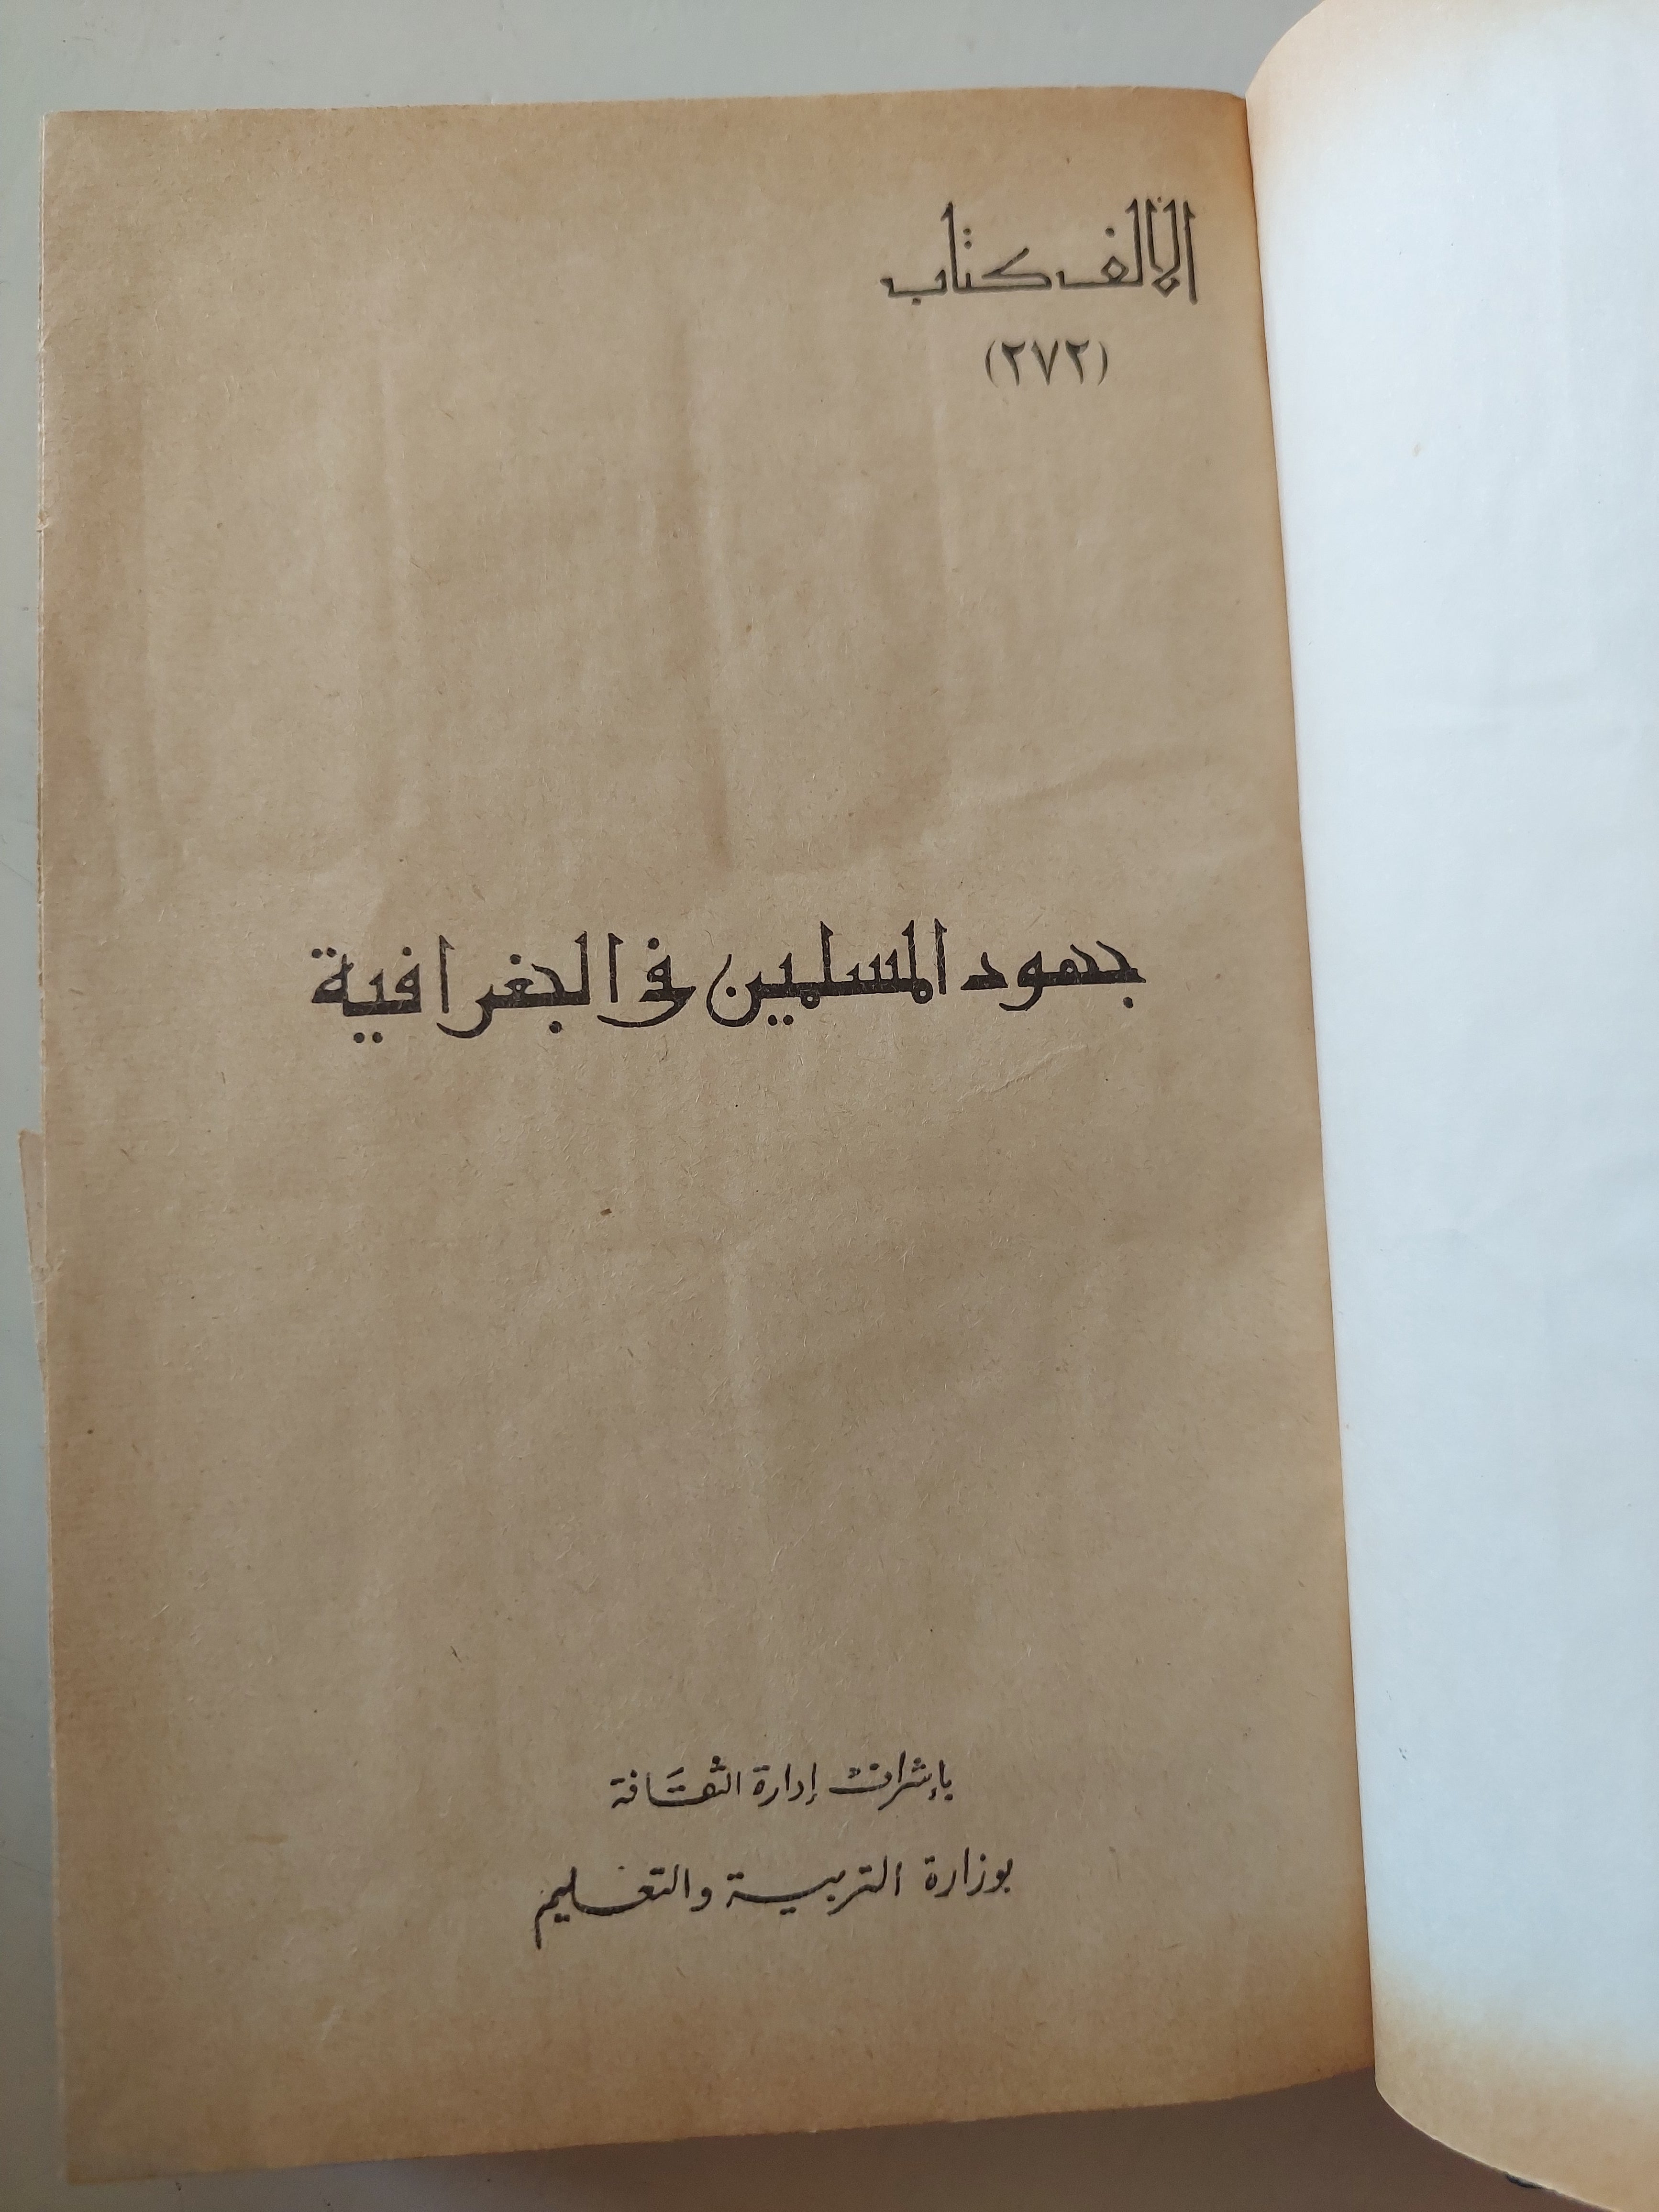 الألف كتاب
(٢٧٢)
جهود المسلمين في الجغرافية
بإشراف إدارة الثقافة
بوزارة التربية والتعليم